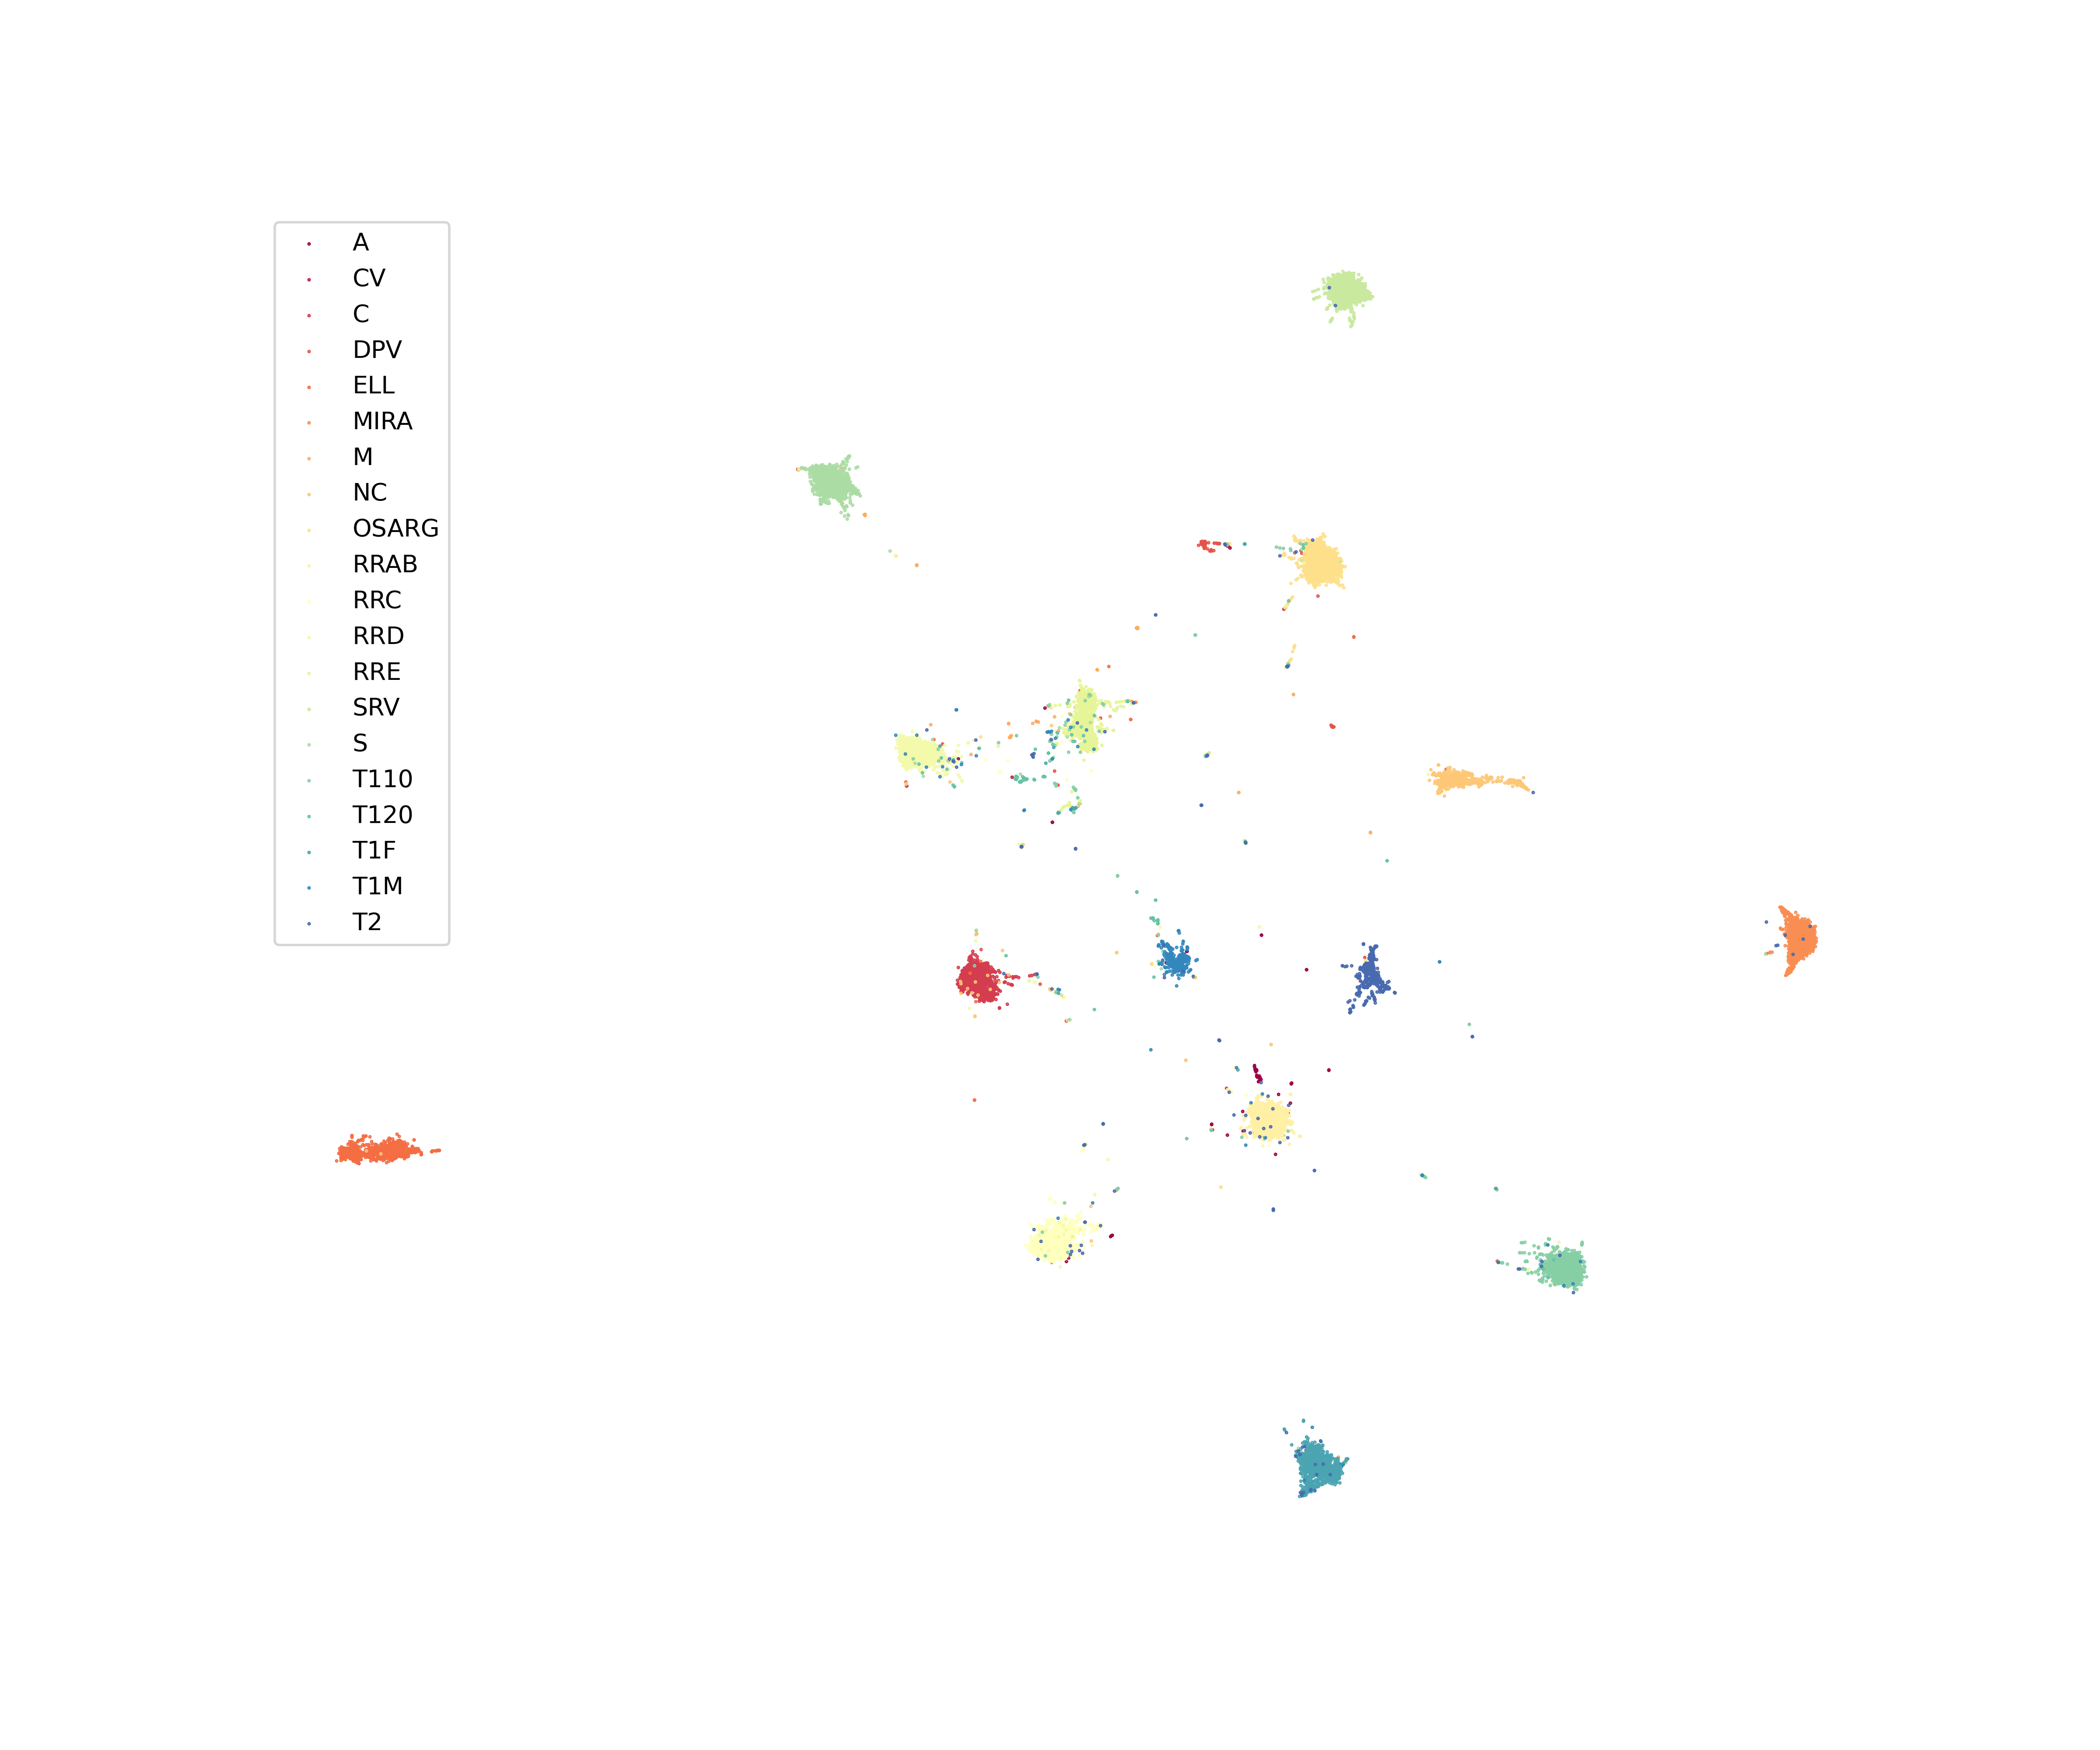 A
CV
C
DPV
ELL
MIRA
M
NC
OSARG
RRAB
RRC
RRD
RRE
SRV
S
T110
T120
T1F
T1M
T2